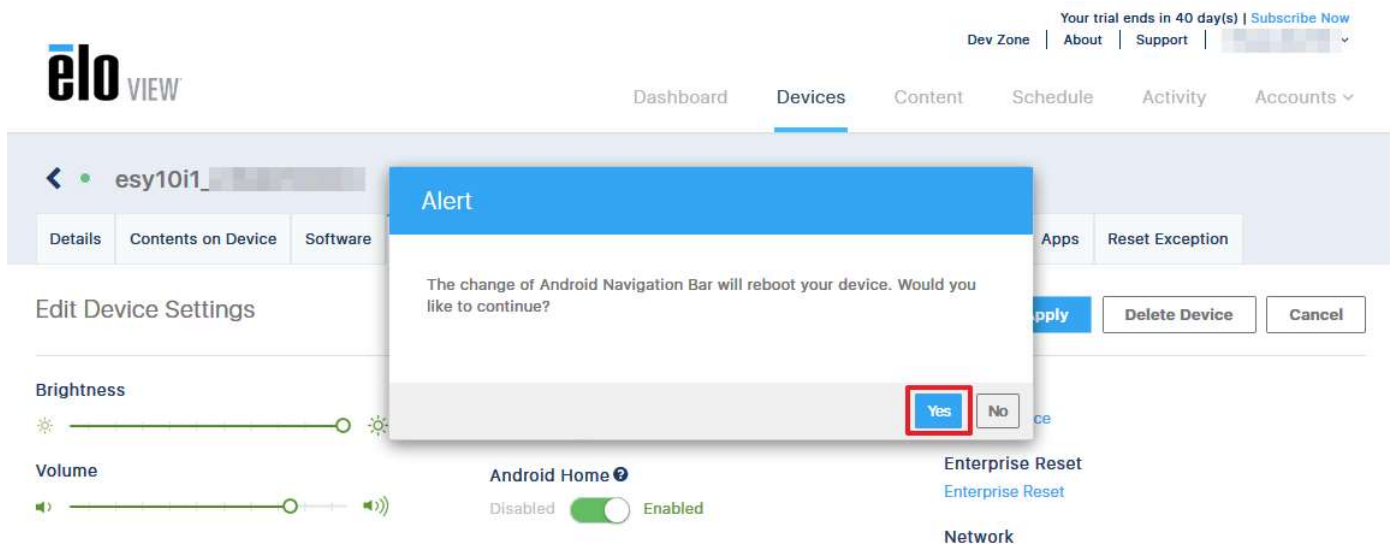 Your trial ends in 40 day(s) | Subscribe Now
Dev Zone | About | Support |
ēlo VIEW
Dashboard Devices Content Schedule Activity Accounts
esy10i1_
Alert
Details Contents on Device Software Apps Reset Exception
The change of Android Navigation Bar will reboot your device. Would you
like to continue?
Edit Device Settings
pply Delete Device Cancel
Brightness
Yes No
ce
Volume
Android Home
Enterprise Reset
Enterprise Reset
Disabled Enabled
Network